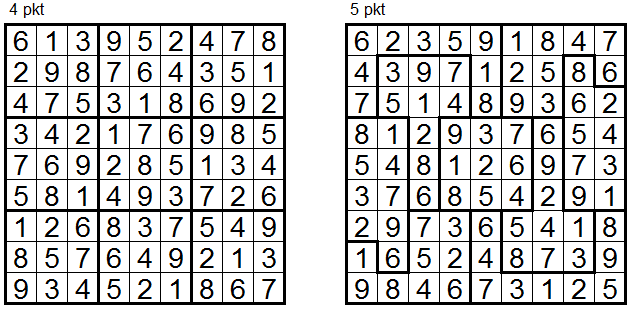 4 pkt 5 pkt
6 1 3 9 5 2 4 7 8 6 2 3 5 9 1 8 4 7
2 9 8 7 6 4 3 5 1 4 3 9 7 1 2 5 8 6
4 7 5 3 1 8 6 9 2 7 5 1 4 8 9 3 6 2
3 4 2 1 7 6 9 8 5 8 1 2 9 3 7 6 5 4
7 6 9 2 8 5 1 3 4 5 4 8 1 2 6 9 7 3
5 8 1 4 9 3 7 2 6 3 7 6 8 5 4 2 9 1
1 2 6 8 3 7 5 4 9 2 9 7 3 6 5 4 1 8
8 5 7 6 4 9 2 1 3 1 6 5 2 4 8 7 3 9
9 3 4 5 2 1 8 6 7 9 8 4 6 7 3 1 2 5